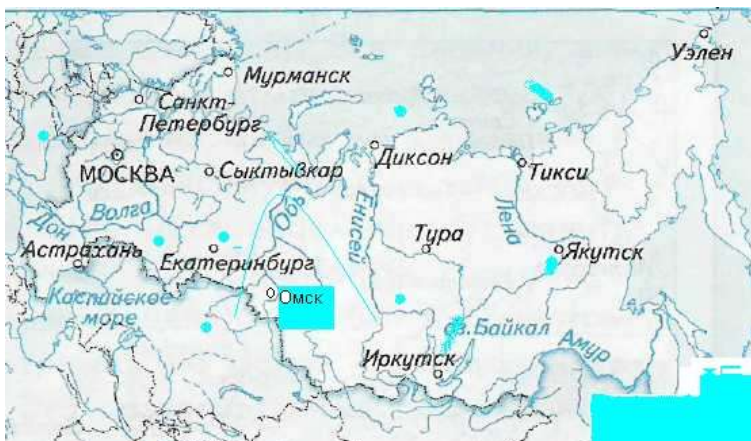 Уэлен
Мурманск
Санкт-
Петербург
МОСКВА
Сыктывкар
Диксон
Тикси
Обь
Енисей
Лена
Волга
Дон
Тура
Якутск
Астрахань
Екатеринбург
Омск
Каспийское
море
оз. Байкал
Амур
Иркутск